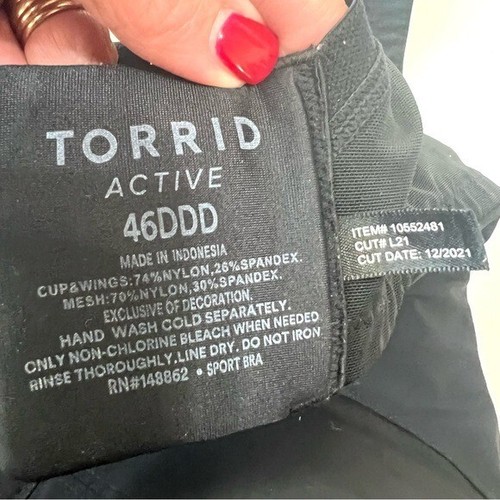 TORRID
ACTIVE
46DDD
MADE IN INDONESIA
CUP&WINGS:74%NYLON,26%SPANDEX.
MESH:70%NYLON,30%SPANDEX.
EXCLUSIVE OF DECORATION.
HAND WASH COLD SEPARATELY.
ONLY NON-CHLORINE BLEACH WHEN NEEDED
RINSE THOROUGHLY.LINE DRY. DO NOT IRON
RN#148862 • SPORT BRA
ITEM# 10552481
CUT# L21
CUT DATE: 12/2021